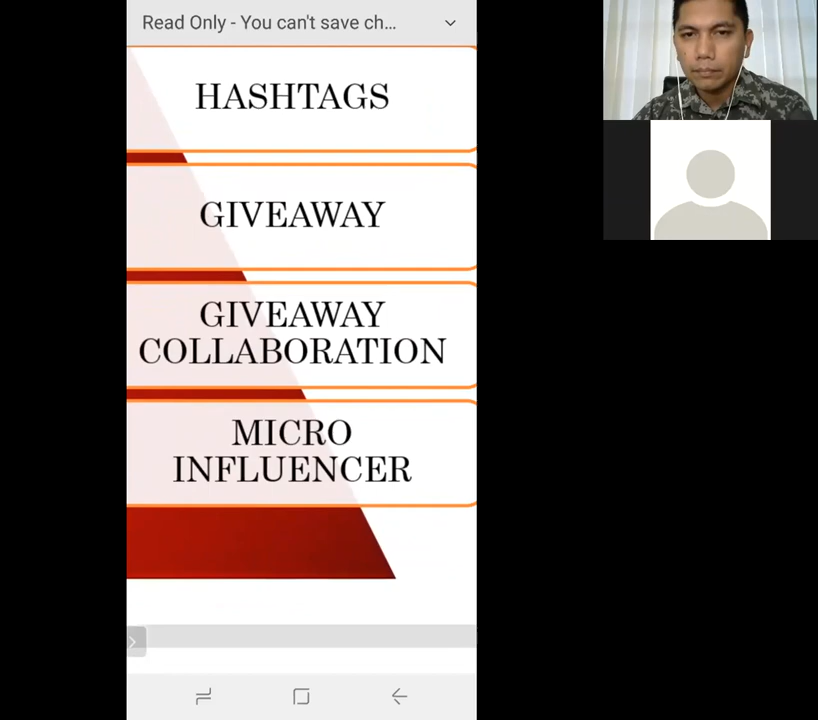 Read Only - You can't save ch...
HASHTAGS
GIVEAWAY
GIVEAWAY
COLLABORATION
MICRO
INFLUENCER